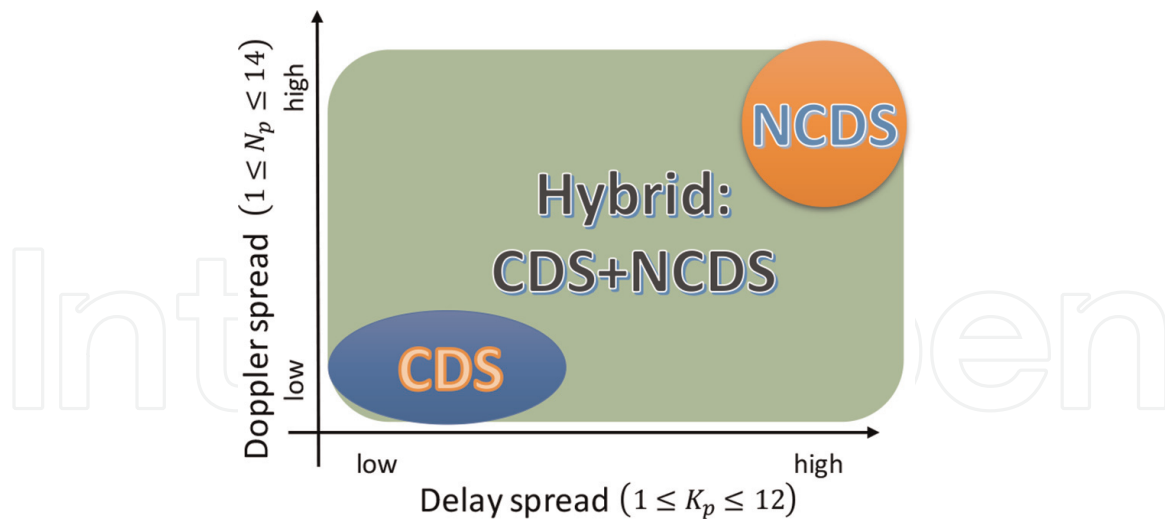 Doppler spread (1 ≤ N_p ≤ 14)
high
low
NCDS
Hybrid:
CDS+NCDS
CDS
low
high
Delay spread (1 ≤ K_p ≤ 12)